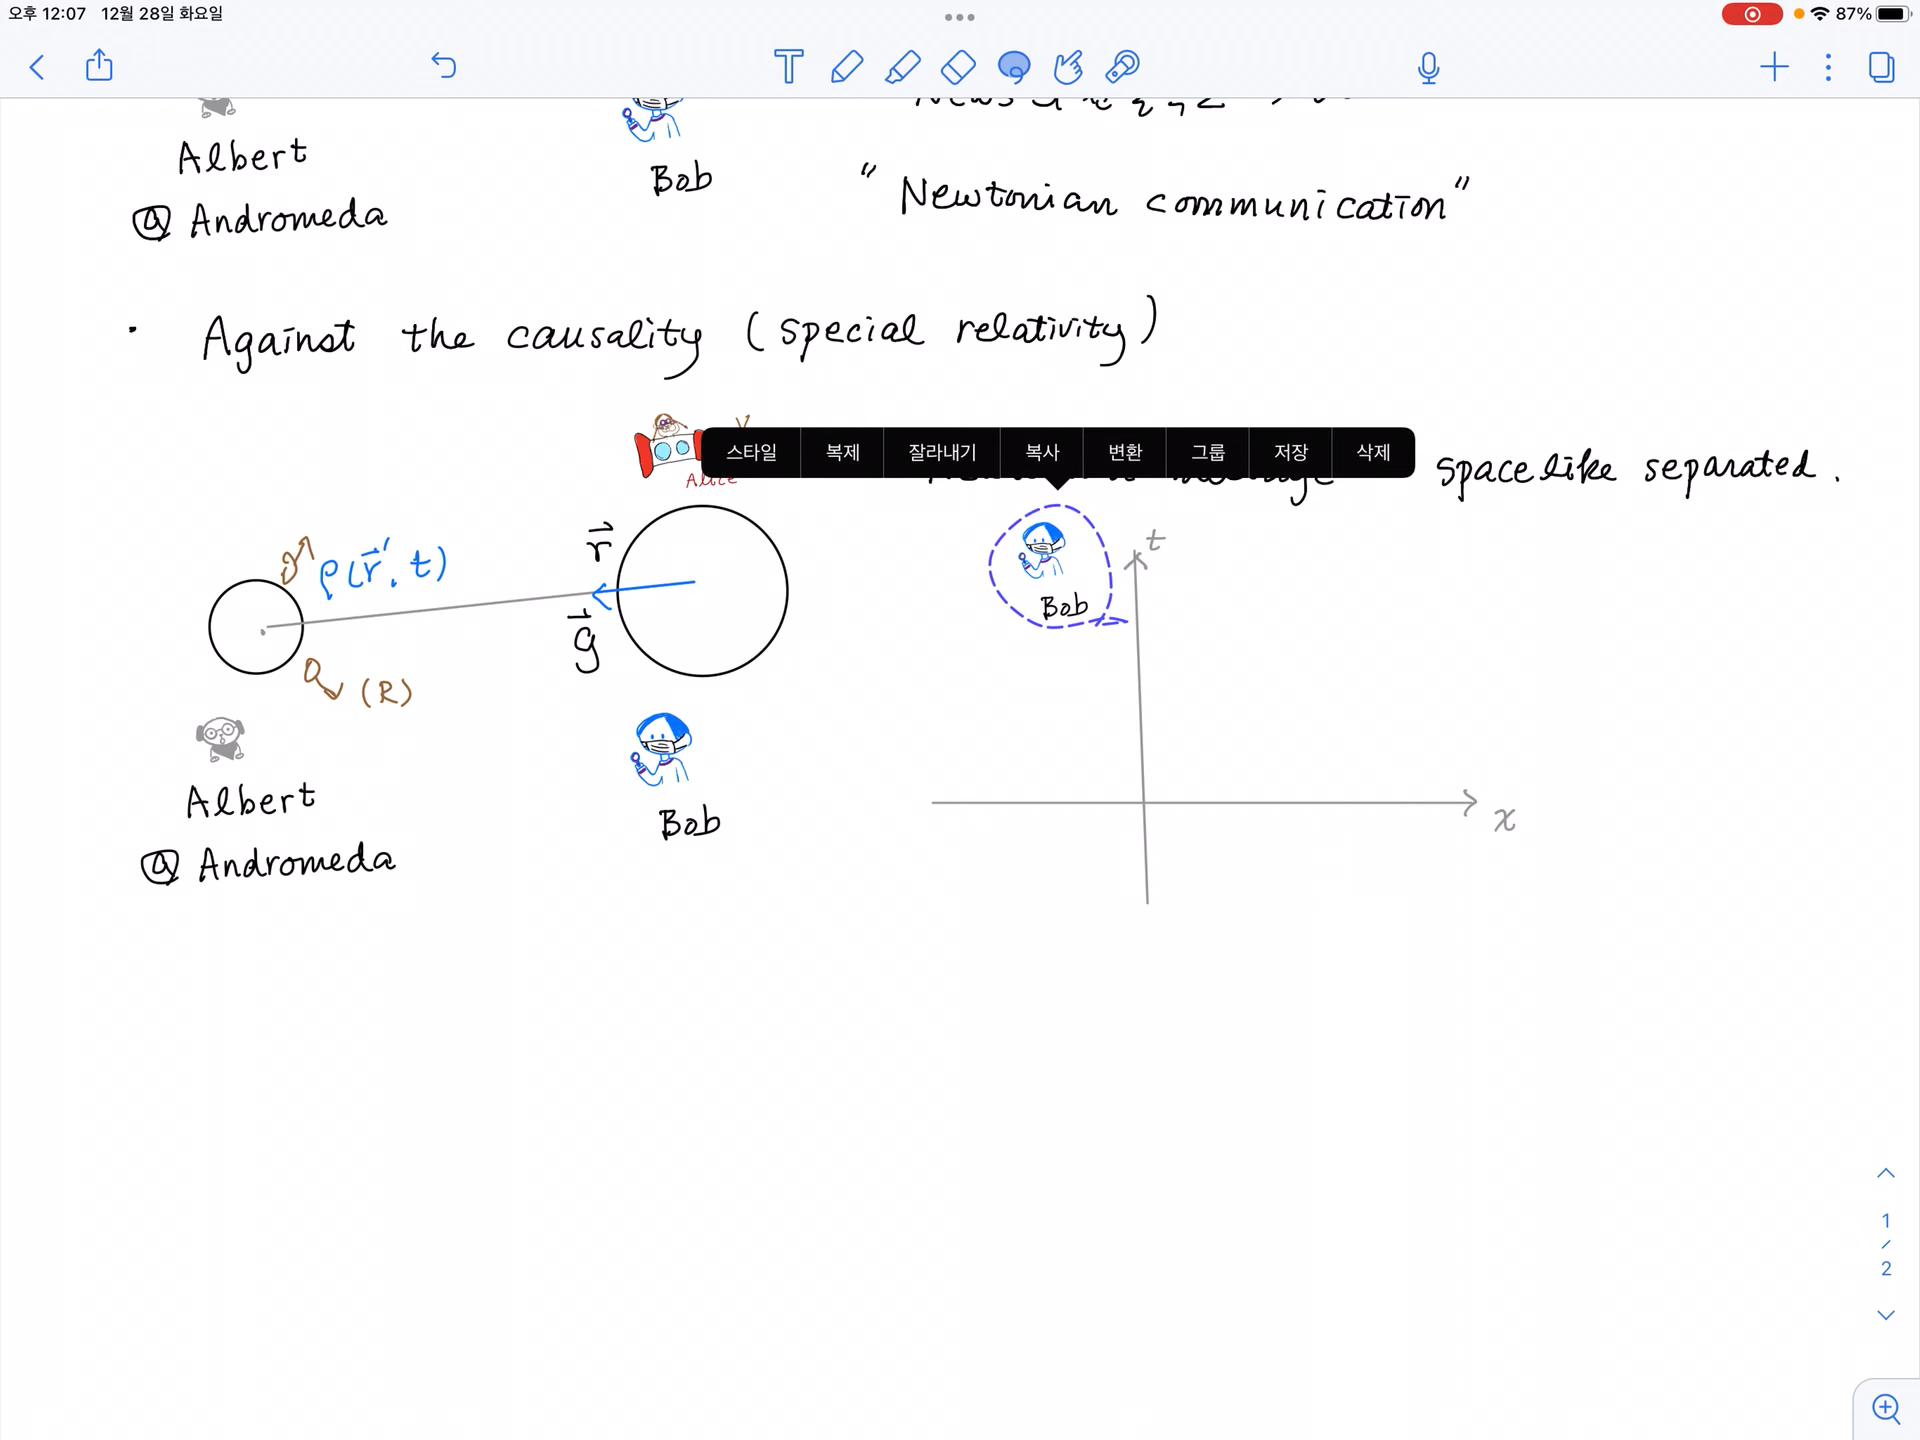 오후 12:07 12월 28일 화요일
87%
Albert
@ Andromeda
Bob
"Newtonian communication"
· Against the causality (special relativity)
스타일 복제 잘라내기 복사 변환 그룹 저장 삭제
Alice
spacelike separated.
ρ(r⃗′, t)
(R)
r⃗
g⃗
Bob
t
x
Albert
@ Andromeda
Bob
1
/
2